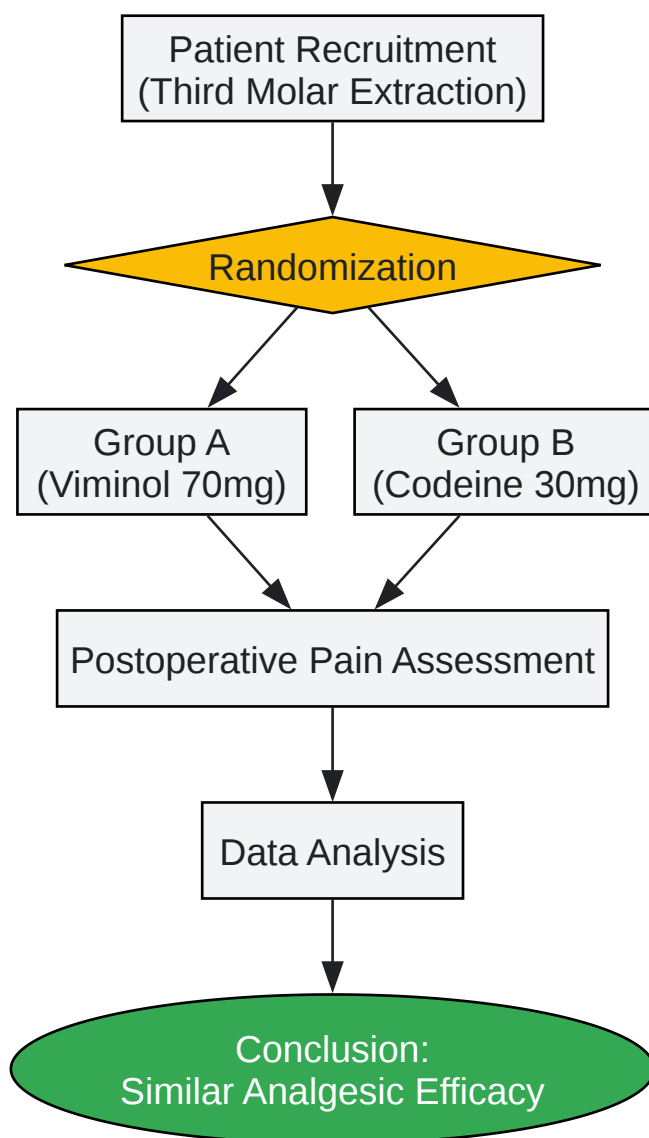 Patient Recruitment
(Third Molar Extraction)
Randomization
Group A
(Viminol 70mg)
Group B
(Codeine 30mg)
Postoperative Pain Assessment
Data Analysis
Conclusion:
Similar Analgesic Efficacy